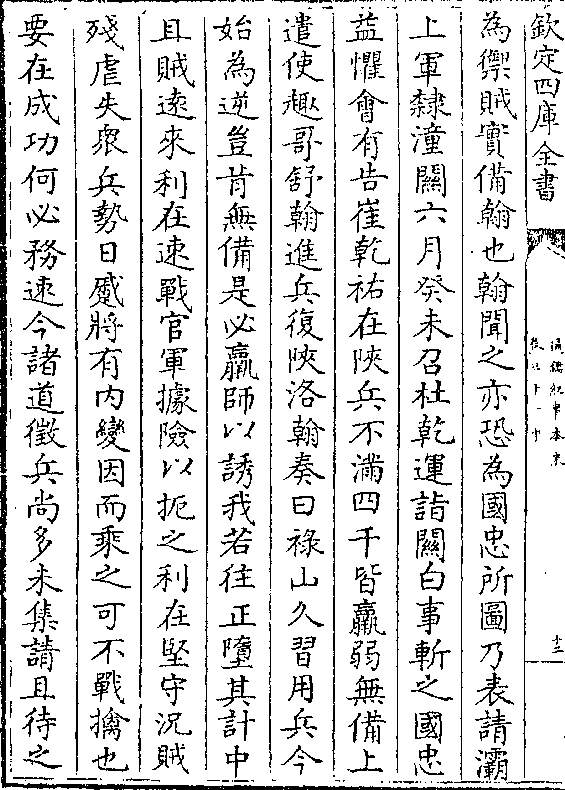 欽定四庫全書
通鑑紀事本末
卷三十一中
十三
為禦賊實備翰也翰聞之亦恐為國忠所圖乃表請灞
上軍隸潼關六月癸未召杜乾運詣關白事斬之國忠
益懼會有告崔乾祐在陜兵不滿四千皆羸弱無備上
遣使趣哥舒翰進兵復陜洛翰奏曰祿山久習用兵今
始為逆豈肯無備是必羸師以誘我若往正墮其計中
且賊遠來利在速戰官軍據險以扼之利在堅守況賊
殘虐失衆兵勢日蹙將有内變因而乘之可不戰擒也
要在成功何必務速今諸道徵兵尚多未集請且待之